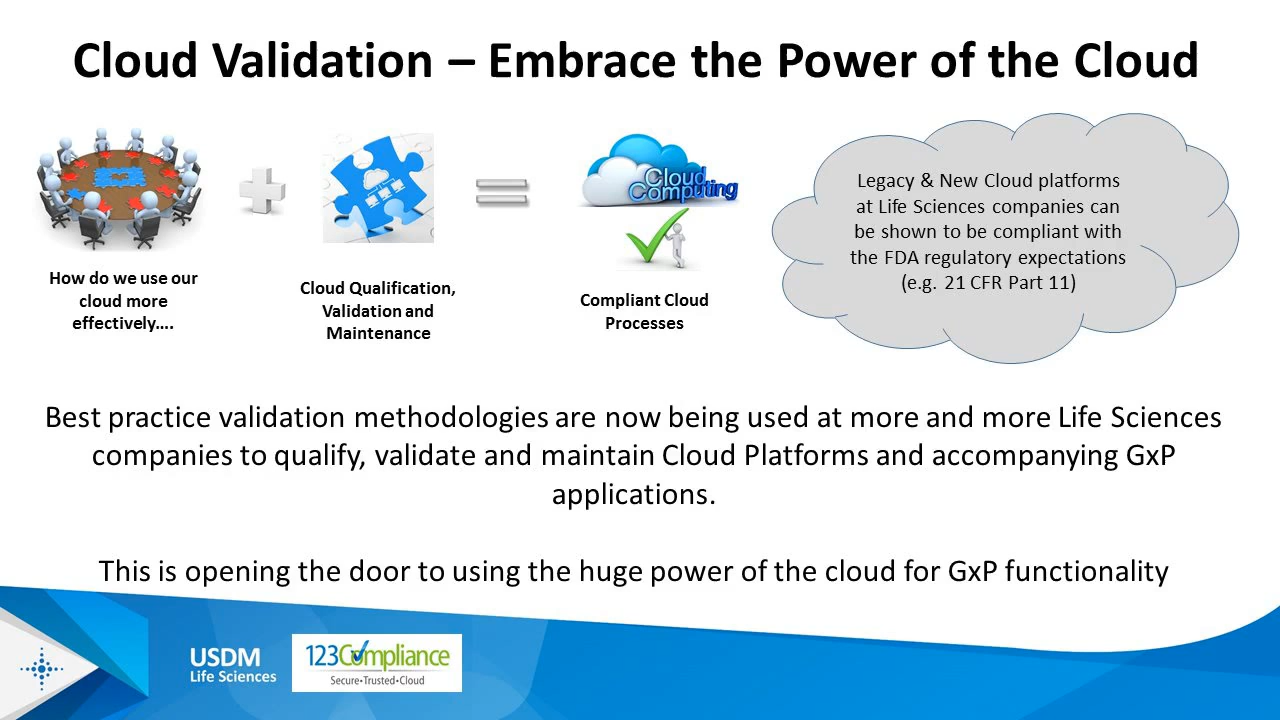 Cloud Validation – Embrace the Power of the Cloud
How do we use our
cloud more
effectively….
Cloud Qualification,
Validation and
Maintenance
Cloud
Computing
Compliant Cloud
Processes
Legacy & New Cloud platforms
at Life Sciences companies can
be shown to be compliant with
the FDA regulatory expectations
(e.g. 21 CFR Part 11)
Best practice validation methodologies are now being used at more and more Life Sciences
companies to qualify, validate and maintain Cloud Platforms and accompanying GxP
applications.
This is opening the door to using the huge power of the cloud for GxP functionality
USDM
Life Sciences
123Compliance
Secure•Trusted•Cloud